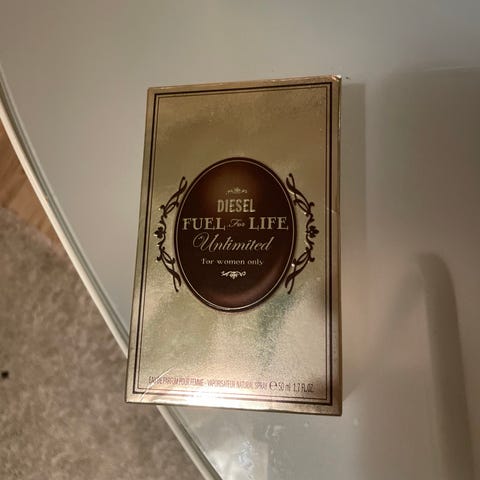 DIESEL
FUEL For LIFE
Unlimited
for women only
EAU DE PARFUM POUR FEMME - VAPORISATEUR NATURAL SPRAY ℮ 50 ml 1.7 FL.OZ.